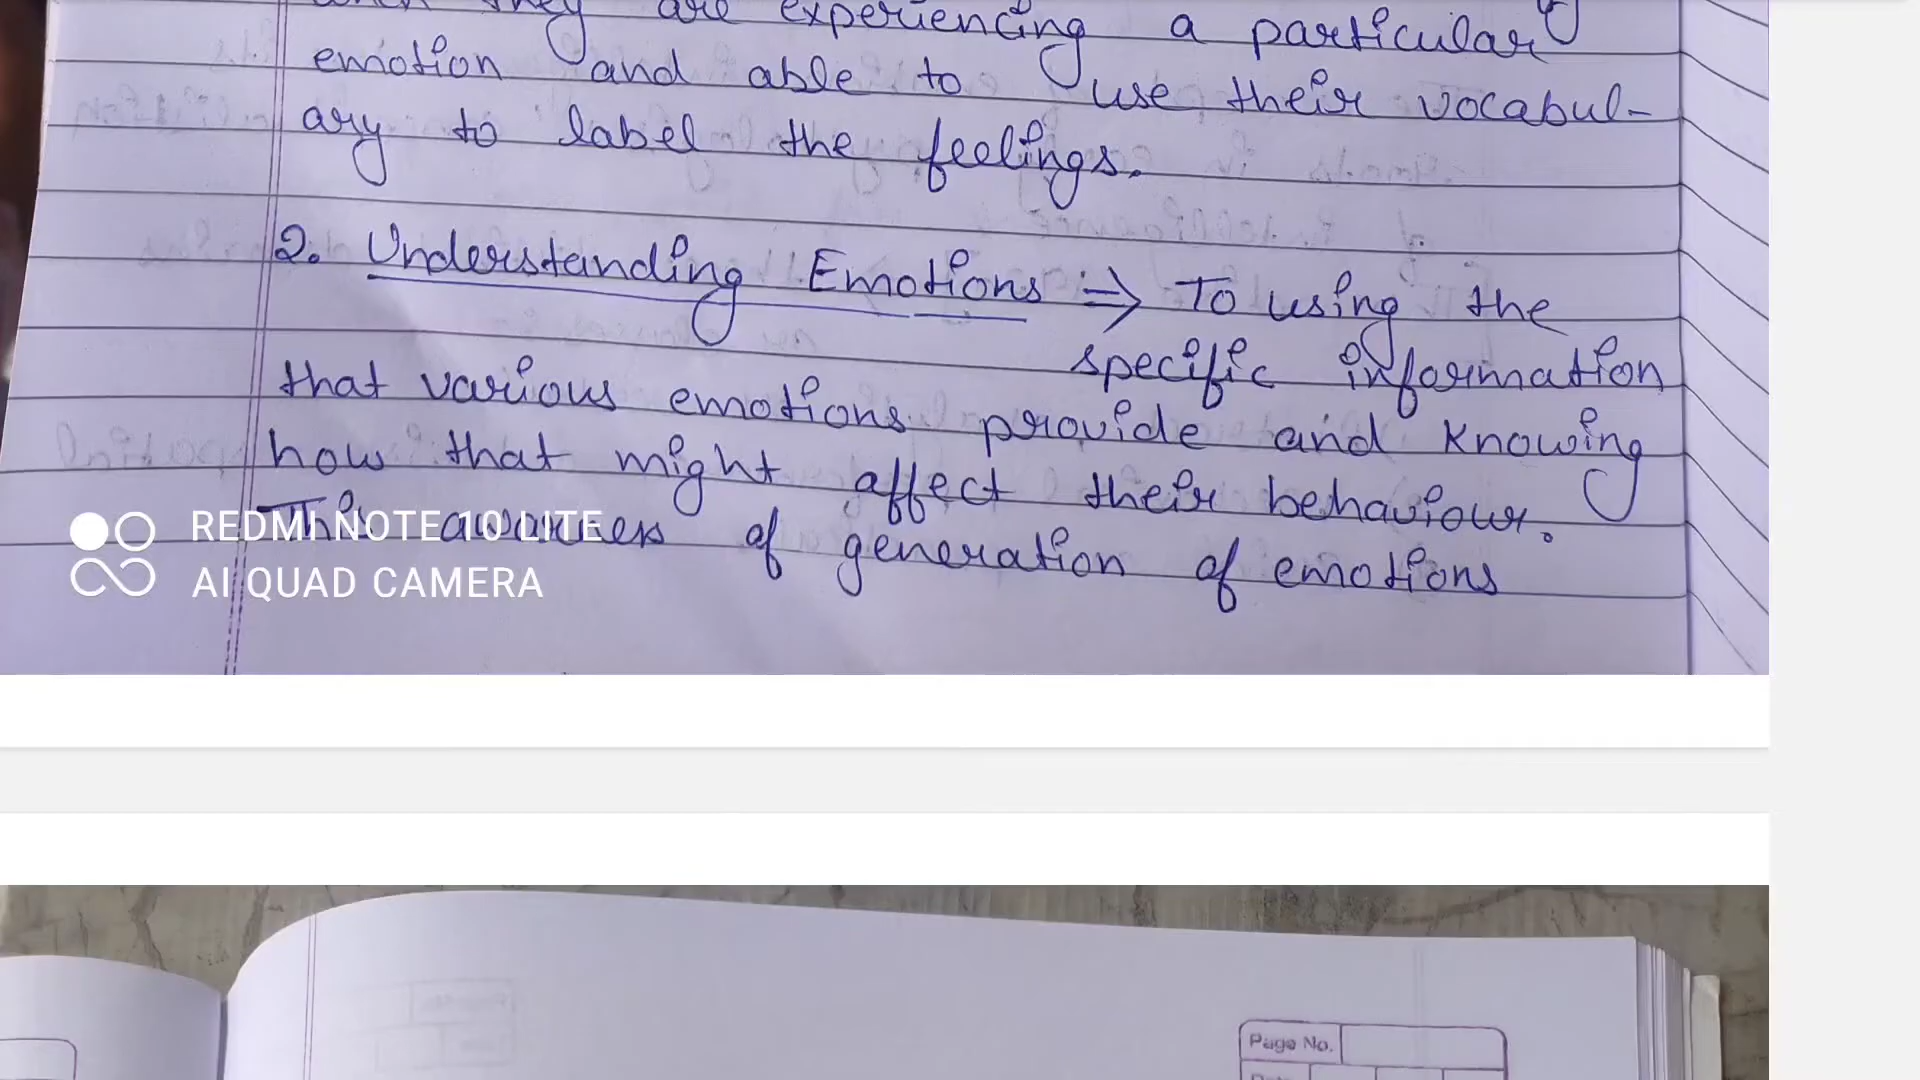 when they are experiencing a particular
emotion and able to use their vocabul-
ary to label the feelings.
2. Understanding Emotions ⇒ To using the
specific information
that various emotions provide and knowing
how that might affect their behaviour.
This awareness of generation of emotions
REDMI NOTE 10 LITE
AI QUAD CAMERA
Page No.